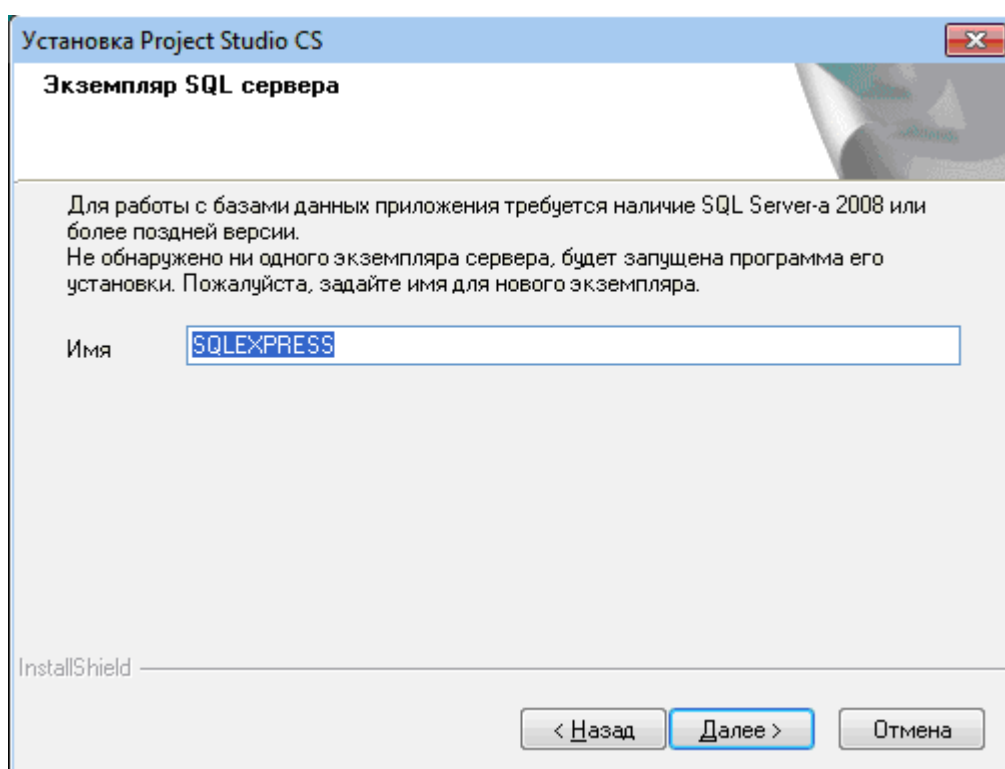 Установка Project Studio CS
Экземпляр SQL сервера
Для работы с базами данных приложения требуется наличие SQL Server-а 2008 или
более поздней версии.
Не обнаружено ни одного экземпляра сервера, будет запущена программа его
установки. Пожалуйста, задайте имя для нового экземпляра.
Имя SQLEXPRESS
InstallShield
< Назад Далее > Отмена